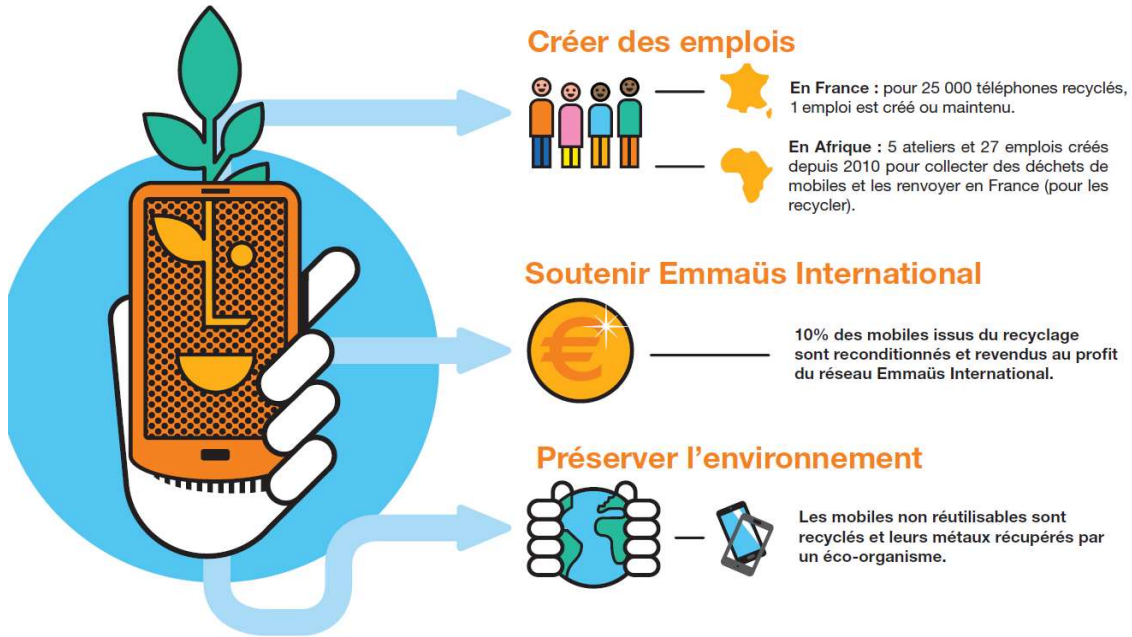 Créer des emplois
En France : pour 25 000 téléphones recyclés,
1 emploi est créé ou maintenu.
En Afrique : 5 ateliers et 27 emplois créés
depuis 2010 pour collecter des déchets de
mobiles et les renvoyer en France (pour les
recycler).
Soutenir Emmaüs International
€
10% des mobiles issus du recyclage
sont reconditionnés et revendus au profit
du réseau Emmaüs International.
Préserver l'environnement
Les mobiles non réutilisables sont
recyclés et leurs métaux récupérés par
un éco-organisme.